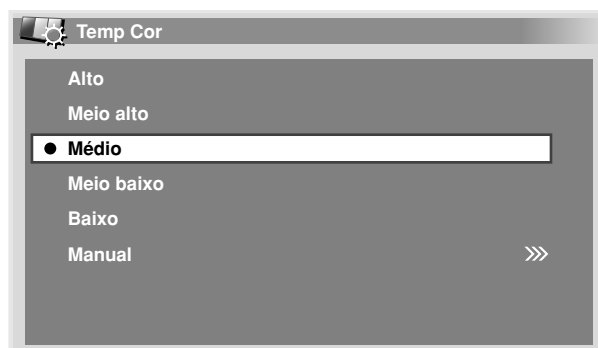 Temp Cor
Alto
Meio alto
Médio
Meio baixo
Baixo
Manual